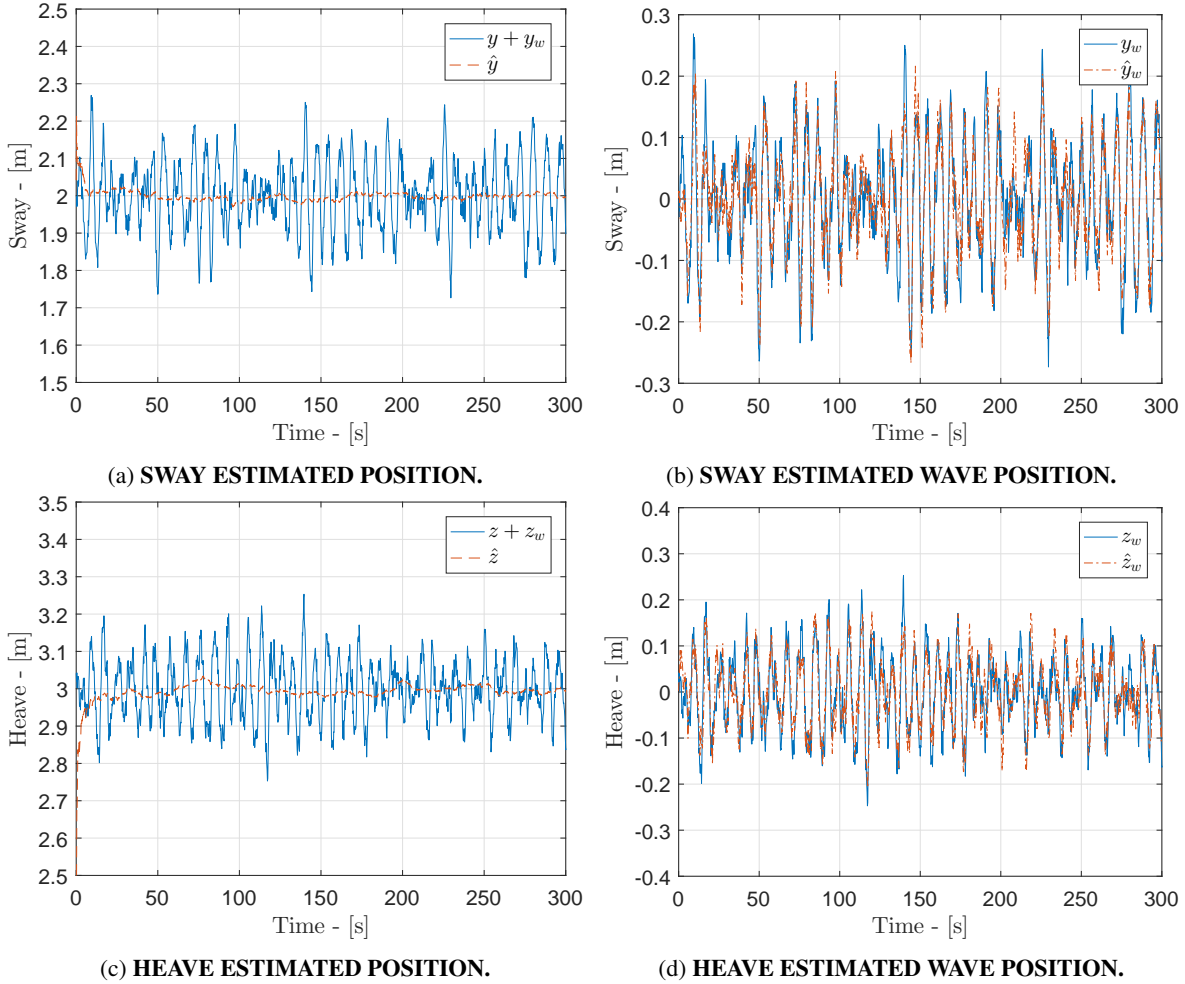 2.5
2.4
2.3
2.2
2.1
2
1.9
1.8
1.7
1.6
1.5
Sway - [m]
y + y_w
ŷ
0 50 100 150 200 250 300
Time - [s]
(a) SWAY ESTIMATED POSITION.
0.3
0.2
0.1
0
-0.1
-0.2
-0.3
Sway - [m]
y_w
ŷ_w
0 50 100 150 200 250 300
Time - [s]
(b) SWAY ESTIMATED WAVE POSITION.
3.5
3.4
3.3
3.2
3.1
3
2.9
2.8
2.7
2.6
2.5
Heave - [m]
z + z_w
ẑ
0 50 100 150 200 250 300
Time - [s]
(c) HEAVE ESTIMATED POSITION.
0.4
0.3
0.2
0.1
0
-0.1
-0.2
-0.3
-0.4
Heave - [m]
z_w
ẑ_w
0 50 100 150 200 250 300
Time - [s]
(d) HEAVE ESTIMATED WAVE POSITION.